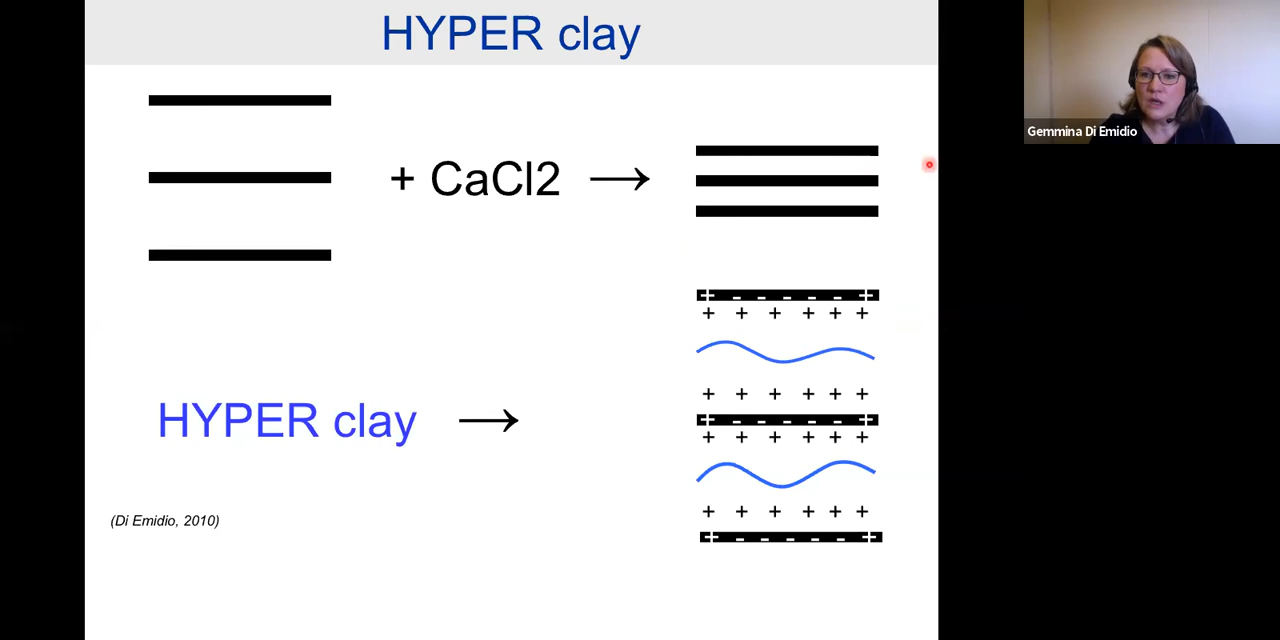 HYPER clay
+ CaCl2 →
+ - - - - - +
+ + + + + +
+ + + + + +
+ - - - - - +
+ + + + + +
HYPER clay →
+ + + + + +
+ - - - - - +
(Di Emidio, 2010)
Gemmina Di Emidio